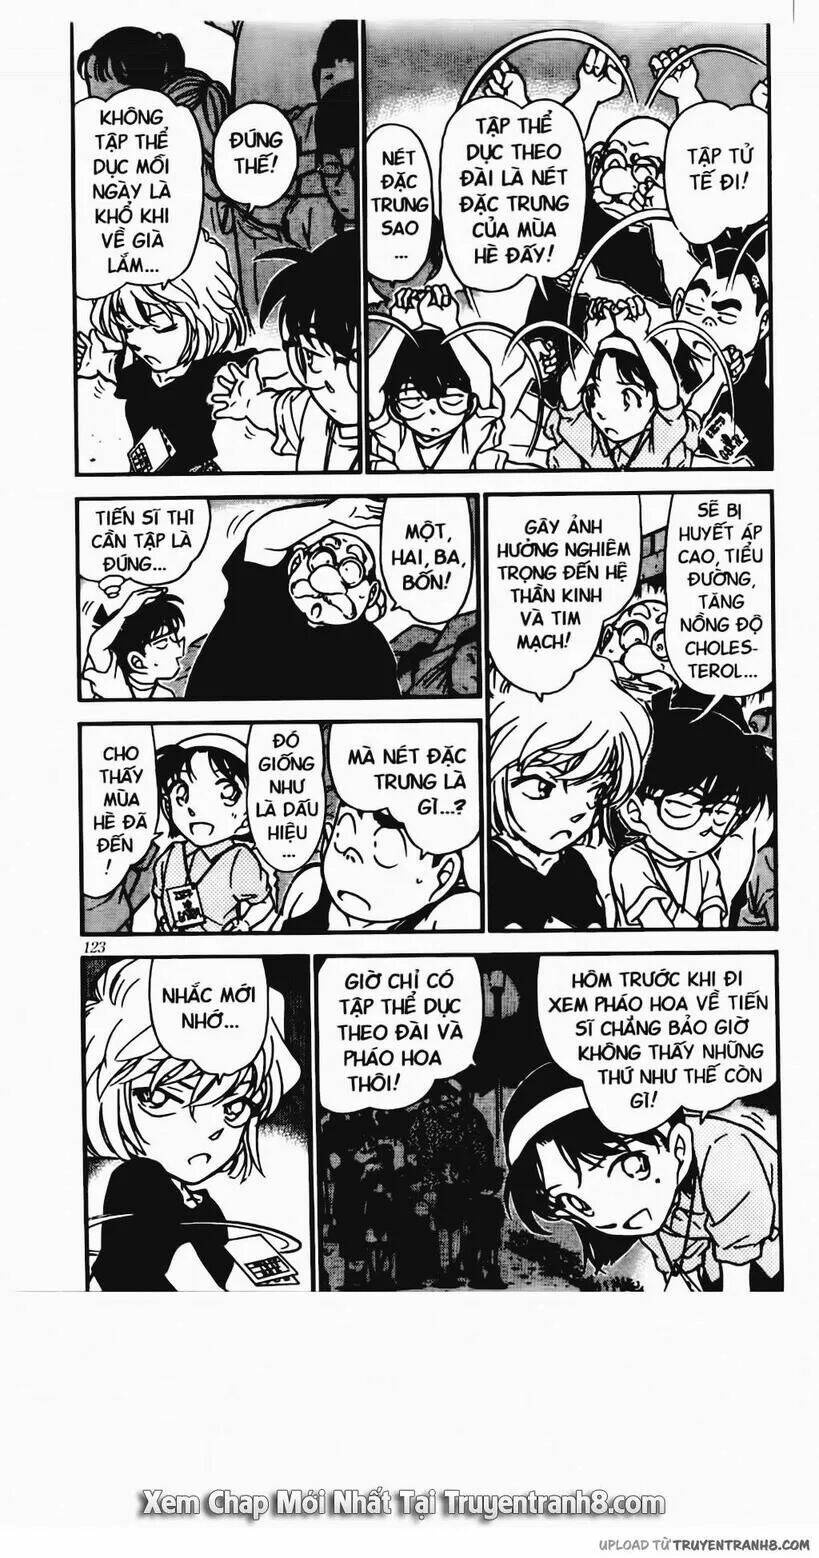 TẬP TỬ
TẾ ĐI!
TẬP THỂ
DỤC THEO
ĐÀI LÀ NÉT
ĐẶC TRƯNG
CỦA MÙA
HÈ ĐẤY!
NÉT
ĐẶC
TRƯNG
SAO
...
ĐÚNG
THẾ!
KHÔNG
TẬP THỂ
DỤC MỖI
NGÀY LÀ
KHỔ KHI
VỀ GIÀ
LẮM...
SẼ BỊ
HUYẾT ÁP
CAO, TIỂU
ĐƯỜNG,
TĂNG
NỒNG ĐỘ
CHOLES-
TEROL...
GÂY ẢNH
HƯỞNG NGHIÊM
TRỌNG ĐẾN HỆ
THẦN KINH
VÀ TIM
MẠCH!
MỘT,
HAI, BA,
BỐN!
TIẾN SĨ THÌ
CẦN TẬP LÀ
ĐÚNG...
MÀ NÉT ĐẶC
TRƯNG LÀ
GÌ...?
ĐÓ
GIỐNG
NHƯ
LÀ DẤU
HIỆU
...
CHO
THẤY
MÙA
HÈ ĐÃ
ĐẾN
!
123
HÔM TRƯỚC KHI ĐI
XEM PHÁO HOA VỀ TIẾN
SĨ CHẲNG BẢO GIỜ
KHÔNG THẤY NHỮNG
THỨ NHƯ THẾ CÒN
GÌ!
GIỜ CHỈ CÓ
TẬP THỂ DỤC
THEO ĐÀI VÀ
PHÁO HOA
THÔI!
NHẮC MỚI
NHỚ...
Xem Chap Mới Nhất Tại Truyentranh8.com
UPLOAD TỪ TRUYENTRANH8.COM